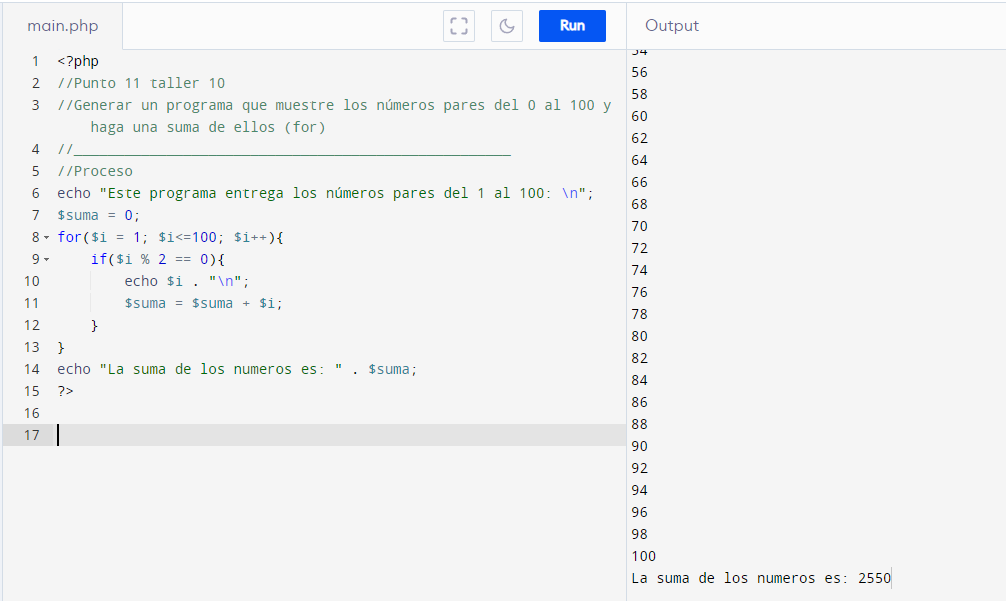 main.php
Run
Output
1 <?php
2 //Punto 11 taller 10
3 //Generar un programa que muestre los números pares del 0 al 100 y
haga una suma de ellos (for)
4 //____________________________________________________
5 //Proceso
6 echo "Este programa entrega los números pares del 1 al 100: \n";
7 $suma = 0;
8 for($i = 1; $i<=100; $i++){
9 if($i % 2 == 0){
10 echo $i . "\n";
11 $suma = $suma + $i;
12 }
13 }
14 echo "La suma de los numeros es: " . $suma;
15 ?>
16
17
54
56
58
60
62
64
66
68
70
72
74
76
78
80
82
84
86
88
90
92
94
96
98
100
La suma de los numeros es: 2550